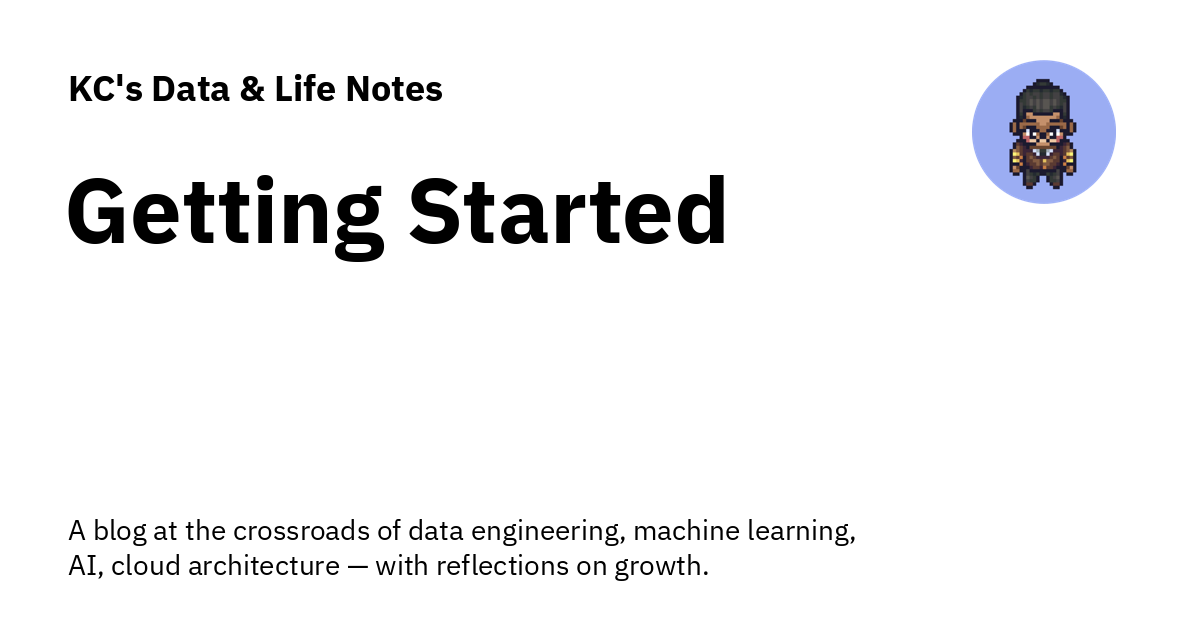 KC's Data & Life Notes
Getting Started
A blog at the crossroads of data engineering, machine learning,
AI, cloud architecture — with reflections on growth.